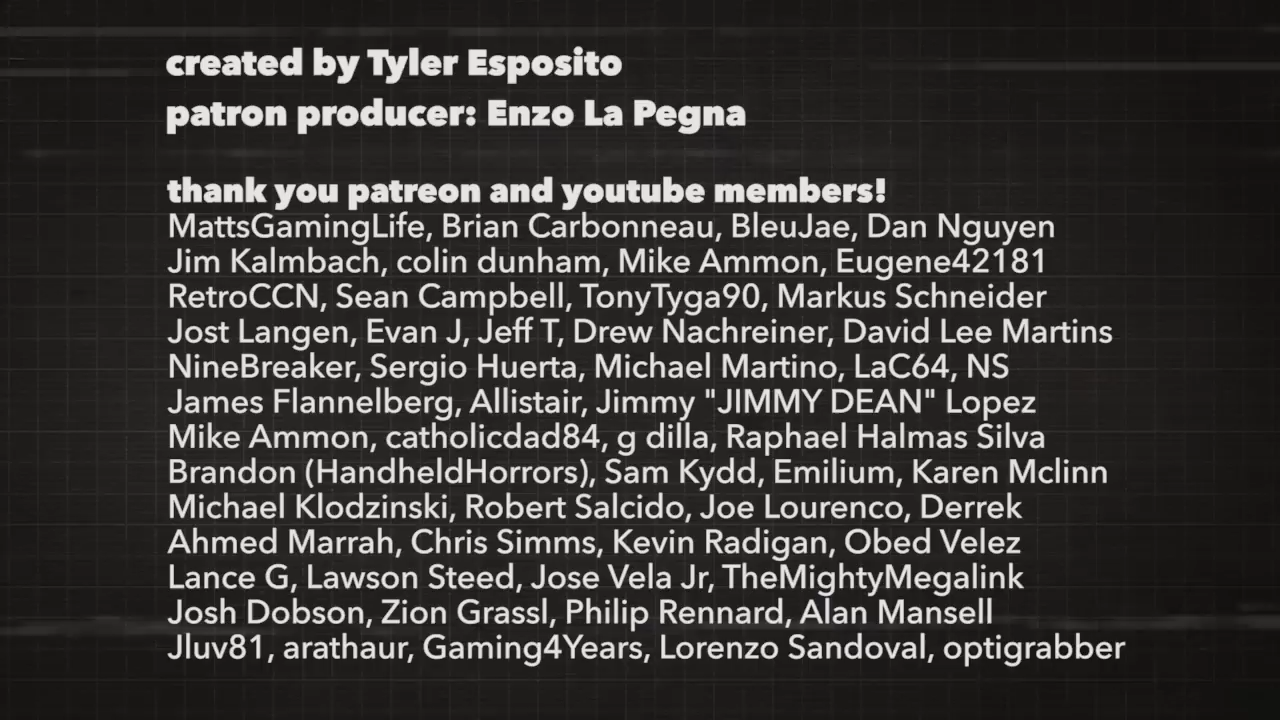 created by Tyler Esposito
patron producer: Enzo La Pegna
thank you patreon and youtube members!
MattsGamingLife, Brian Carbonneau, BleuJae, Dan Nguyen
Jim Kalmbach, colin dunham, Mike Ammon, Eugene42181
RetroCCN, Sean Campbell, TonyTyga90, Markus Schneider
Jost Langen, Evan J, Jeff T, Drew Nachreiner, David Lee Martins
NineBreaker, Sergio Huerta, Michael Martino, LaC64, NS
James Flannelberg, Allistair, Jimmy "JIMMY DEAN" Lopez
Mike Ammon, catholicdad84, g dilla, Raphael Halmas Silva
Brandon (HandheldHorrors), Sam Kydd, Emilium, Karen Mclinn
Michael Klodzinski, Robert Salcido, Joe Lourenco, Derrek
Ahmed Marrah, Chris Simms, Kevin Radigan, Obed Velez
Lance G, Lawson Steed, Jose Vela Jr, TheMightyMegalink
Josh Dobson, Zion Grassl, Philip Rennard, Alan Mansell
Jluv81, arathaur, Gaming4Years, Lorenzo Sandoval, optigrabber